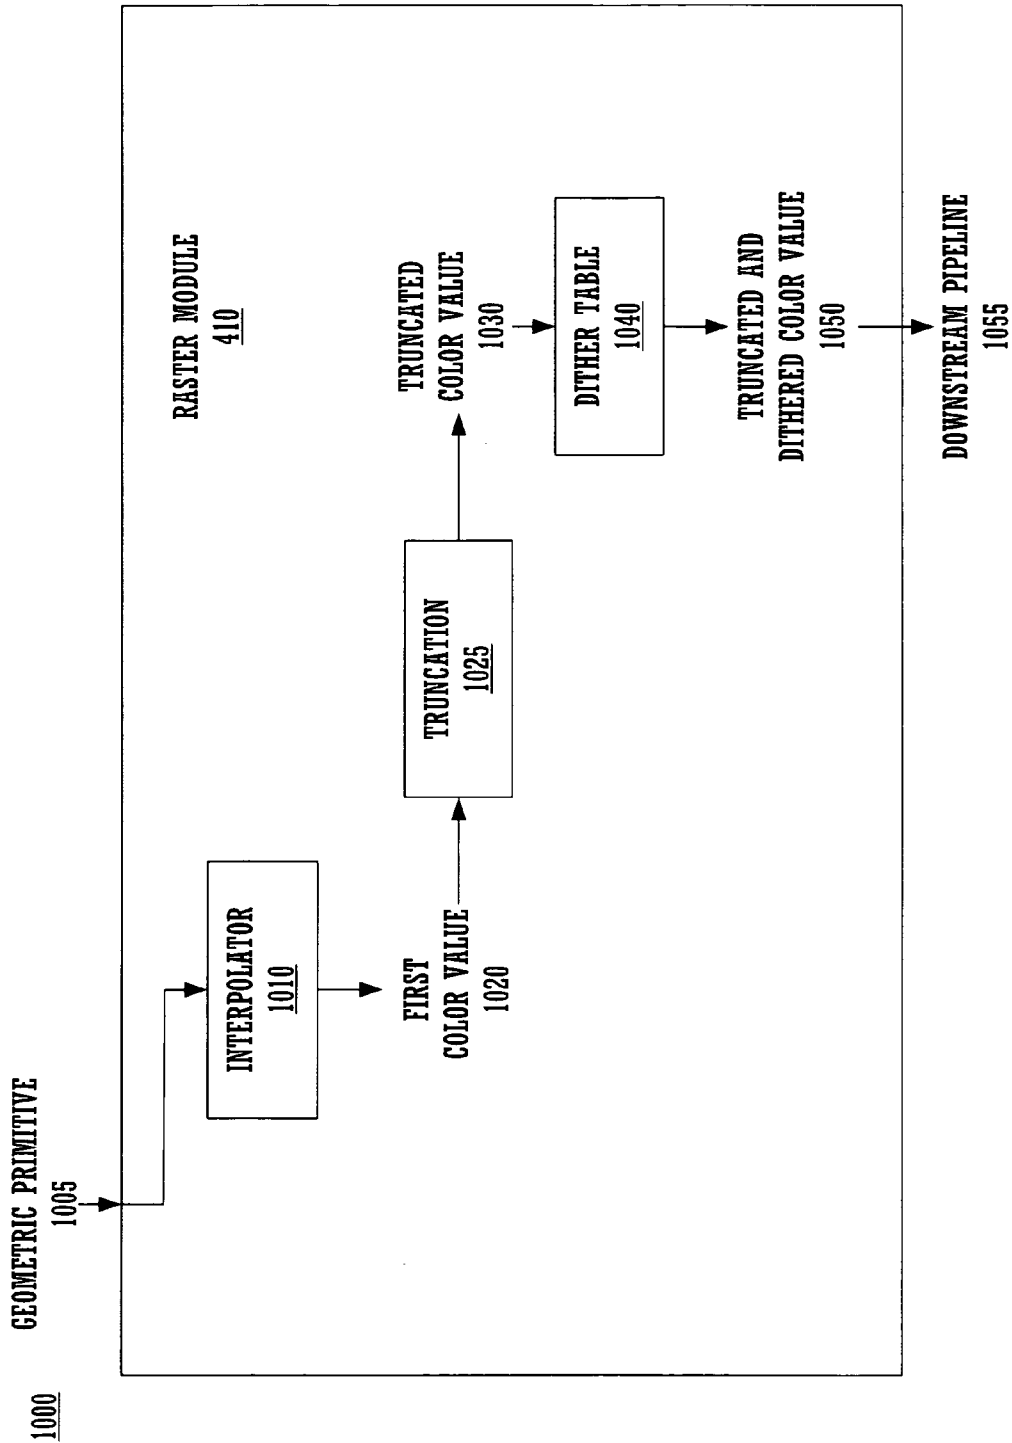 1000
GEOMETRIC PRIMITIVE
1005
RASTER MODULE
410
INTERPOLATOR
1010
FIRST
COLOR VALUE
1020
TRUNCATION
1025
TRUNCATED
COLOR VALUE
1030
DITHER TABLE
1040
TRUNCATED AND
DITHERED COLOR VALUE
1050
DOWNSTREAM PIPELINE
1055